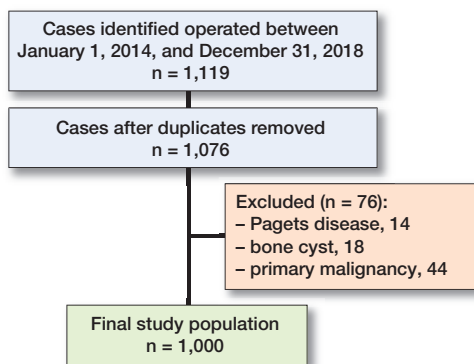 Cases identified operated between
January 1, 2014, and December 31, 2018
n = 1,119
Cases after duplicates removed
n = 1,076
Excluded (n = 76):
– Pagets disease, 14
– bone cyst, 18
– primary malignancy, 44
Final study population
n = 1,000